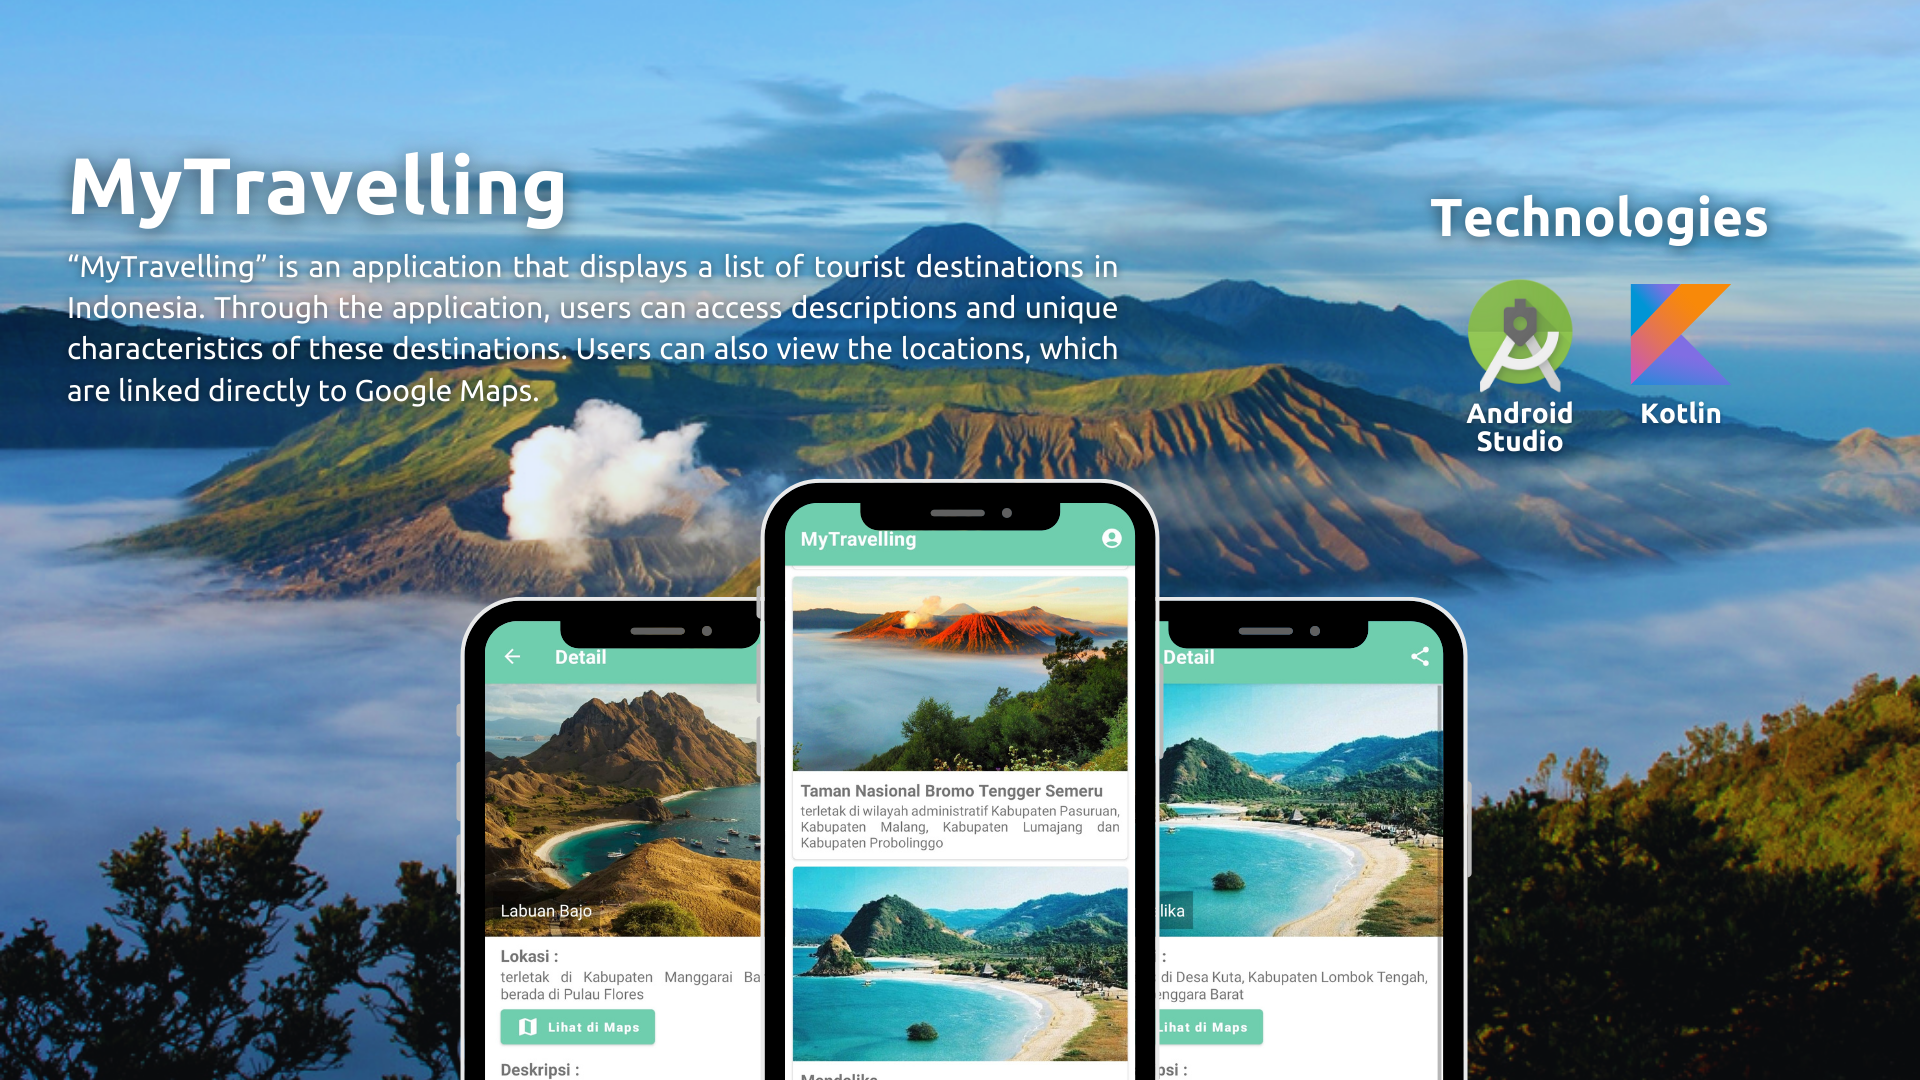 MyTravelling
“MyTravelling” is an application that displays a list of tourist destinations in
Indonesia. Through the application, users can access descriptions and unique
characteristics of these destinations. Users can also view the locations, which
are linked directly to Google Maps.
Technologies
Android
Studio
Kotlin
Detail
Labuan Bajo
Lokasi :
terletak di Kabupaten Manggarai Ba
berada di Pulau Flores
Lihat di Maps
Deskripsi :
MyTravelling
Taman Nasional Bromo Tengger Semeru
terletak di wilayah administratif Kabupaten Pasuruan,
Kabupaten Malang, Kabupaten Lumajang dan
Kabupaten Probolinggo
Mandalika
Detail
lika
:
di Desa Kuta, Kabupaten Lombok Tengah,
enggara Barat
Lihat di Maps
psi :